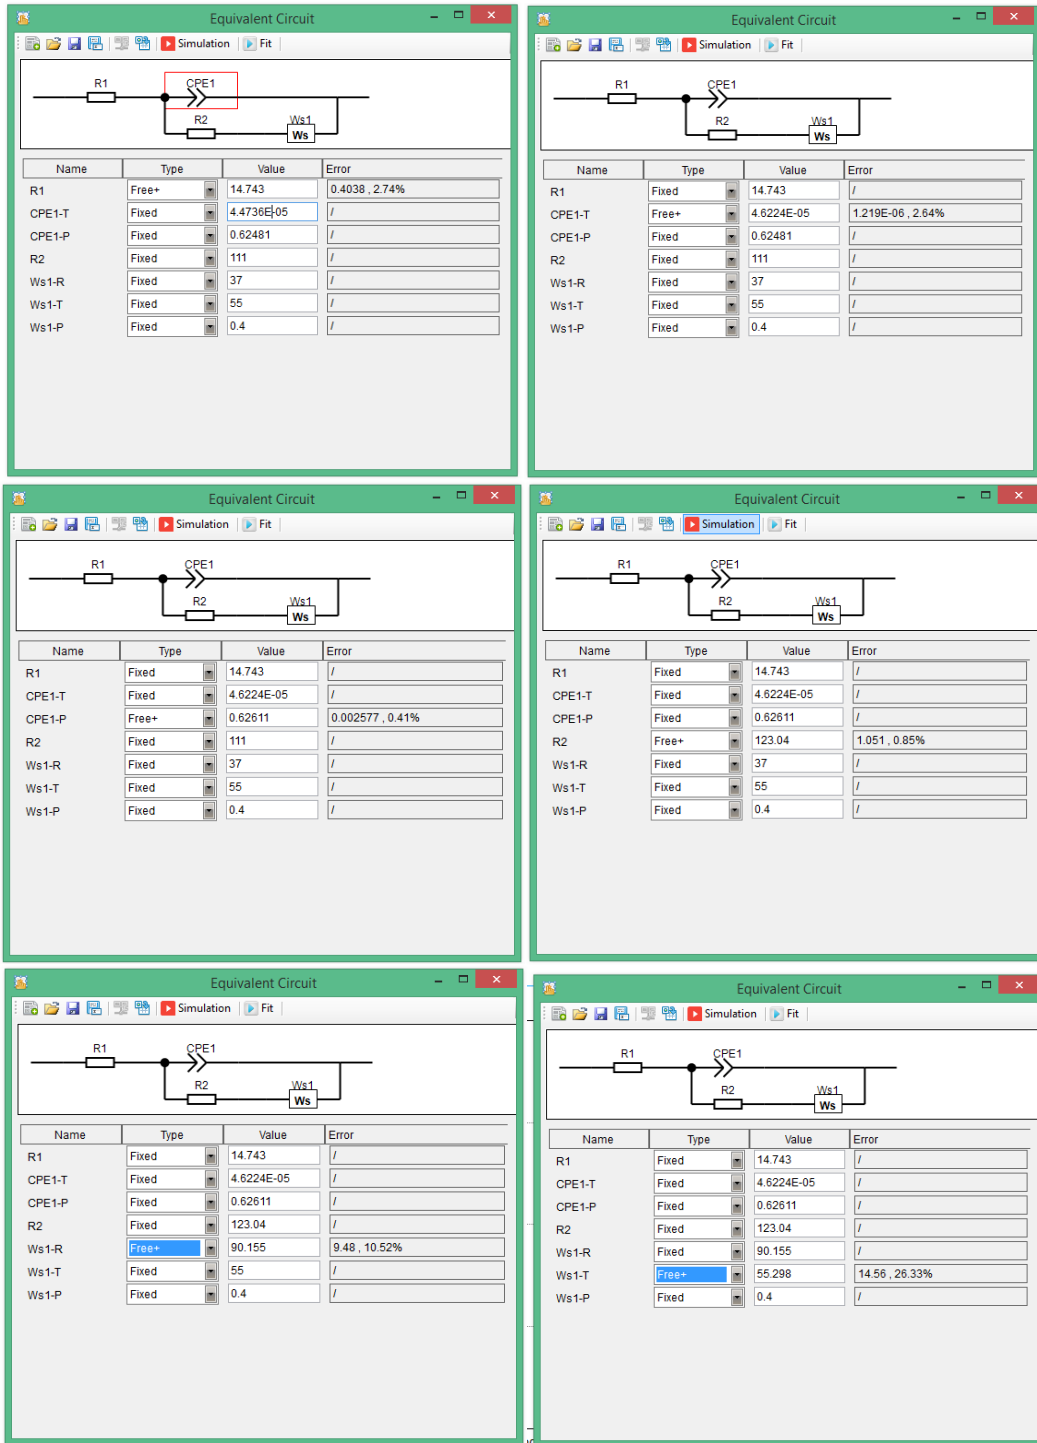 Equivalent Circuit
Simulation Fit
R1 CPE1
R2 Ws1
Ws
Name Type Value Error
R1 Free+ 14.743 0.4038 , 2.74%
CPE1-T Fixed 4.4736E-05 /
CPE1-P Fixed 0.62481 /
R2 Fixed 111 /
Ws1-R Fixed 37 /
Ws1-T Fixed 55 /
Ws1-P Fixed 0.4 /
Equivalent Circuit
Simulation Fit
R1 CPE1
R2 Ws1
Ws
Name Type Value Error
R1 Fixed 14.743 /
CPE1-T Free+ 4.6224E-05 1.219E-06 , 2.64%
CPE1-P Fixed 0.62481 /
R2 Fixed 111 /
Ws1-R Fixed 37 /
Ws1-T Fixed 55 /
Ws1-P Fixed 0.4 /
Equivalent Circuit
Simulation Fit
R1 CPE1
R2 Ws1
Ws
Name Type Value Error
R1 Fixed 14.743 /
CPE1-T Fixed 4.6224E-05 /
CPE1-P Free+ 0.62611 0.002577 , 0.41%
R2 Fixed 111 /
Ws1-R Fixed 37 /
Ws1-T Fixed 55 /
Ws1-P Fixed 0.4 /
Equivalent Circuit
Simulation Fit
R1 CPE1
R2 Ws1
Ws
Name Type Value Error
R1 Fixed 14.743 /
CPE1-T Fixed 4.6224E-05 /
CPE1-P Fixed 0.62611 /
R2 Free+ 123.04 1.051 , 0.85%
Ws1-R Fixed 37 /
Ws1-T Fixed 55 /
Ws1-P Fixed 0.4 /
Equivalent Circuit
Simulation Fit
R1 CPE1
R2 Ws1
Ws
Name Type Value Error
R1 Fixed 14.743 /
CPE1-T Fixed 4.6224E-05 /
CPE1-P Fixed 0.62611 /
R2 Fixed 123.04 /
Ws1-R Free+ 90.155 9.48 , 10.52%
Ws1-T Fixed 55 /
Ws1-P Fixed 0.4 /
Equivalent Circuit
Simulation Fit
R1 CPE1
R2 Ws1
Ws
Name Type Value Error
R1 Fixed 14.743 /
CPE1-T Fixed 4.6224E-05 /
CPE1-P Fixed 0.62611 /
R2 Fixed 123.04 /
Ws1-R Fixed 90.155 /
Ws1-T Free+ 55.298 14.56 , 26.33%
Ws1-P Fixed 0.4 /